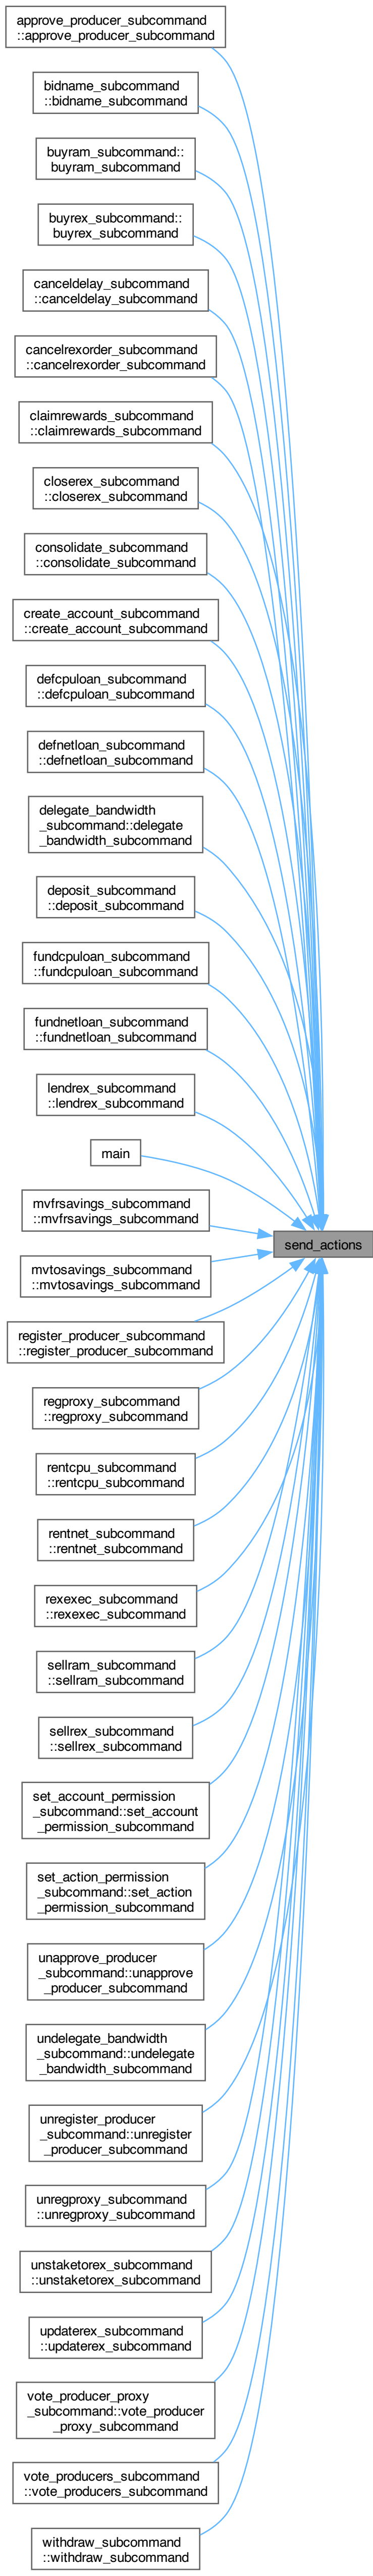 approve_producer_subcommand
::approve_producer_subcommand
bidname_subcommand
::bidname_subcommand
buyram_subcommand::
buyram_subcommand
buyrex_subcommand::
buyrex_subcommand
canceldelay_subcommand
::canceldelay_subcommand
cancelrexorder_subcommand
::cancelrexorder_subcommand
claimrewards_subcommand
::claimrewards_subcommand
closerex_subcommand
::closerex_subcommand
consolidate_subcommand
::consolidate_subcommand
create_account_subcommand
::create_account_subcommand
defcpuloan_subcommand
::defcpuloan_subcommand
defnetloan_subcommand
::defnetloan_subcommand
delegate_bandwidth
_subcommand::delegate
_bandwidth_subcommand
deposit_subcommand
::deposit_subcommand
fundcpuloan_subcommand
::fundcpuloan_subcommand
fundnetloan_subcommand
::fundnetloan_subcommand
lendrex_subcommand
::lendrex_subcommand
main
mvfrsavings_subcommand
::mvfrsavings_subcommand
send_actions
mvtosavings_subcommand
::mvtosavings_subcommand
register_producer_subcommand
::register_producer_subcommand
regproxy_subcommand
::regproxy_subcommand
rentcpu_subcommand
::rentcpu_subcommand
rentnet_subcommand
::rentnet_subcommand
rexexec_subcommand
::rexexec_subcommand
sellram_subcommand
::sellram_subcommand
sellrex_subcommand
::sellrex_subcommand
set_account_permission
_subcommand::set_account
_permission_subcommand
set_action_permission
_subcommand::set_action
_permission_subcommand
unapprove_producer
_subcommand::unapprove
_producer_subcommand
undelegate_bandwidth
_subcommand::undelegate
_bandwidth_subcommand
unregister_producer
_subcommand::unregister
_producer_subcommand
unregproxy_subcommand
::unregproxy_subcommand
unstaketorex_subcommand
::unstaketorex_subcommand
updaterex_subcommand
::updaterex_subcommand
vote_producer_proxy
_subcommand::vote_producer
_proxy_subcommand
vote_producers_subcommand
::vote_producers_subcommand
withdraw_subcommand
::withdraw_subcommand